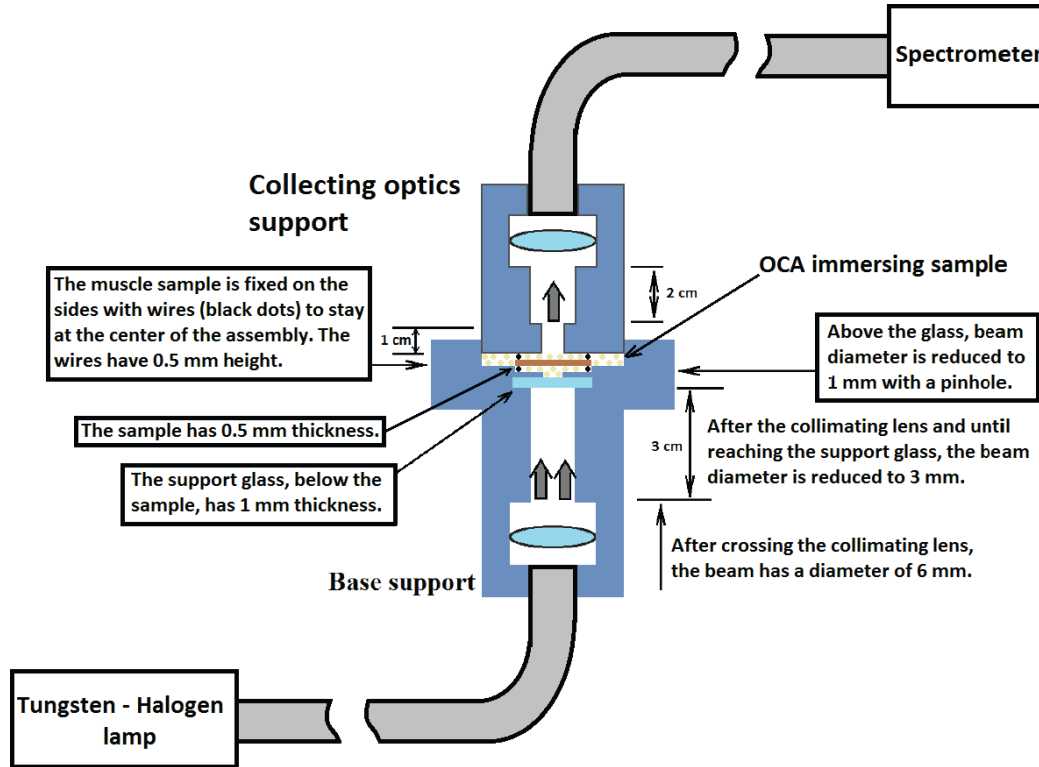 Spectrometer
Collecting optics
support
The muscle sample is fixed on the
sides with wires (black dots) to stay
at the center of the assembly. The
wires have 0.5 mm height.
1 cm
2 cm
OCA immersing sample
Above the glass, beam
diameter is reduced to
1 mm with a pinhole.
The sample has 0.5 mm thickness.
The support glass, below the
sample, has 1 mm thickness.
3 cm
After the collimating lens and until
reaching the support glass, the beam
diameter is reduced to 3 mm.
After crossing the collimating lens,
the beam has a diameter of 6 mm.
Base support
Tungsten - Halogen
lamp